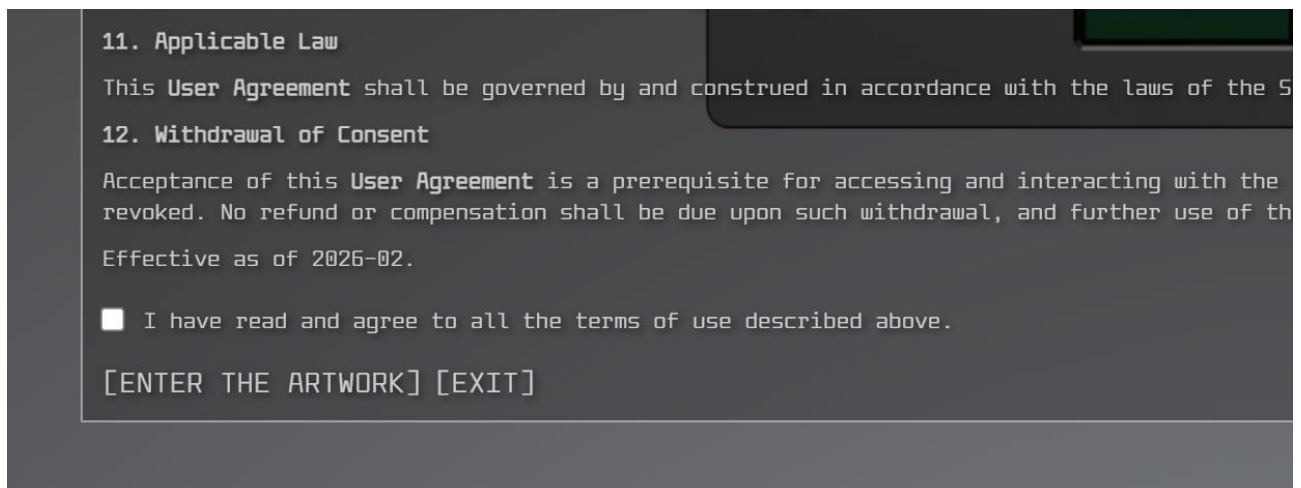 11. Applicable Law
This User Agreement shall be governed by and construed in accordance with the laws of the S
12. Withdrawal of Consent
Acceptance of this User Agreement is a prerequisite for accessing and interacting with the
revoked. No refund or compensation shall be due upon such withdrawal, and further use of th
Effective as of 2026-02.
I have read and agree to all the terms of use described above.
[ENTER THE ARTWORK] [EXIT]